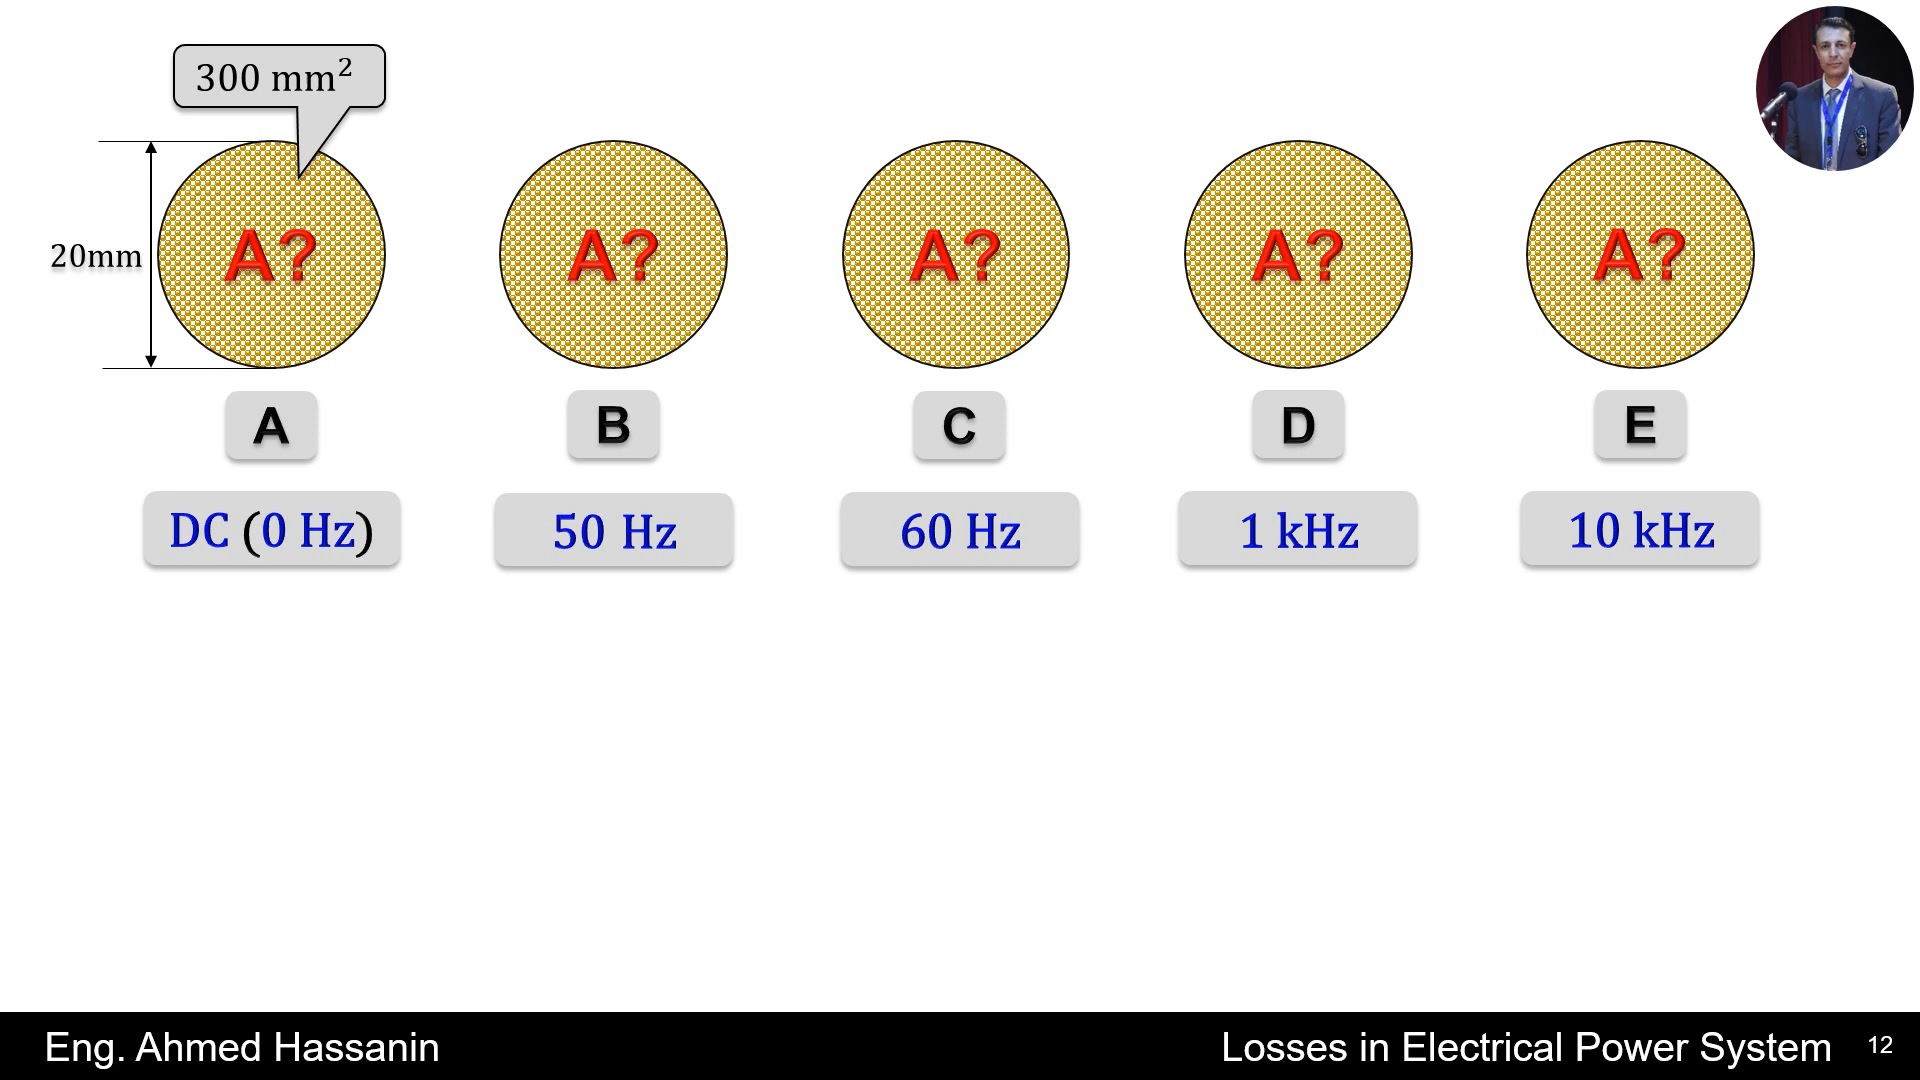 300 mm²
20mm
A?
A?
A?
A?
A?
A
B
C
D
E
DC (0 Hz)
50 Hz
60 Hz
1 kHz
10 kHz
Eng. Ahmed Hassanin
Losses in Electrical Power System
12